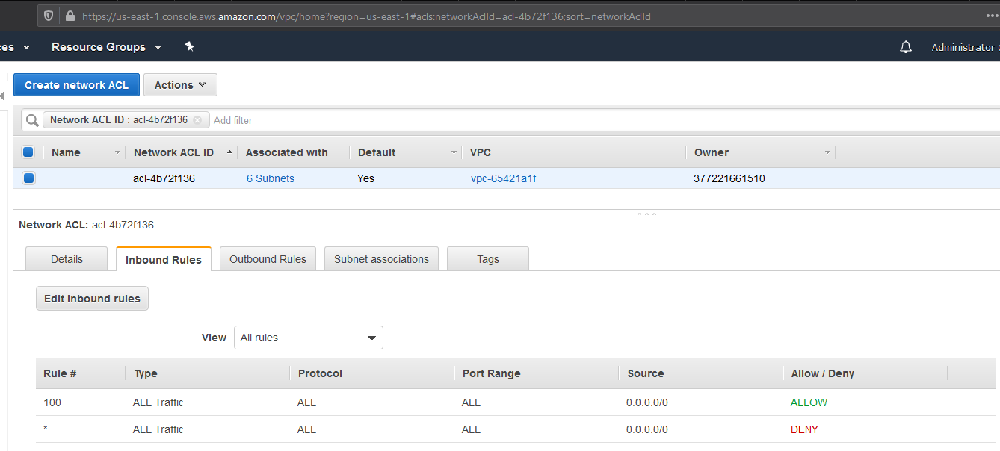 https://us-east-1.console.aws.amazon.com/vpc/home?region=us-east-1#acls:networkAclId=acl-4b72f136;sort=networkAclId
ces Resource Groups Administrator
Create network ACL Actions
Network ACL ID : acl-4b72f136 Add filter
Name Network ACL ID Associated with Default VPC Owner
acl-4b72f136 6 Subnets Yes vpc-65421a1f 377221661510
Network ACL: acl-4b72f136
Details Inbound Rules Outbound Rules Subnet associations Tags
Edit inbound rules
View All rules
Rule # Type Protocol Port Range Source Allow / Deny
100 ALL Traffic ALL ALL 0.0.0.0/0 ALLOW
* ALL Traffic ALL ALL 0.0.0.0/0 DENY